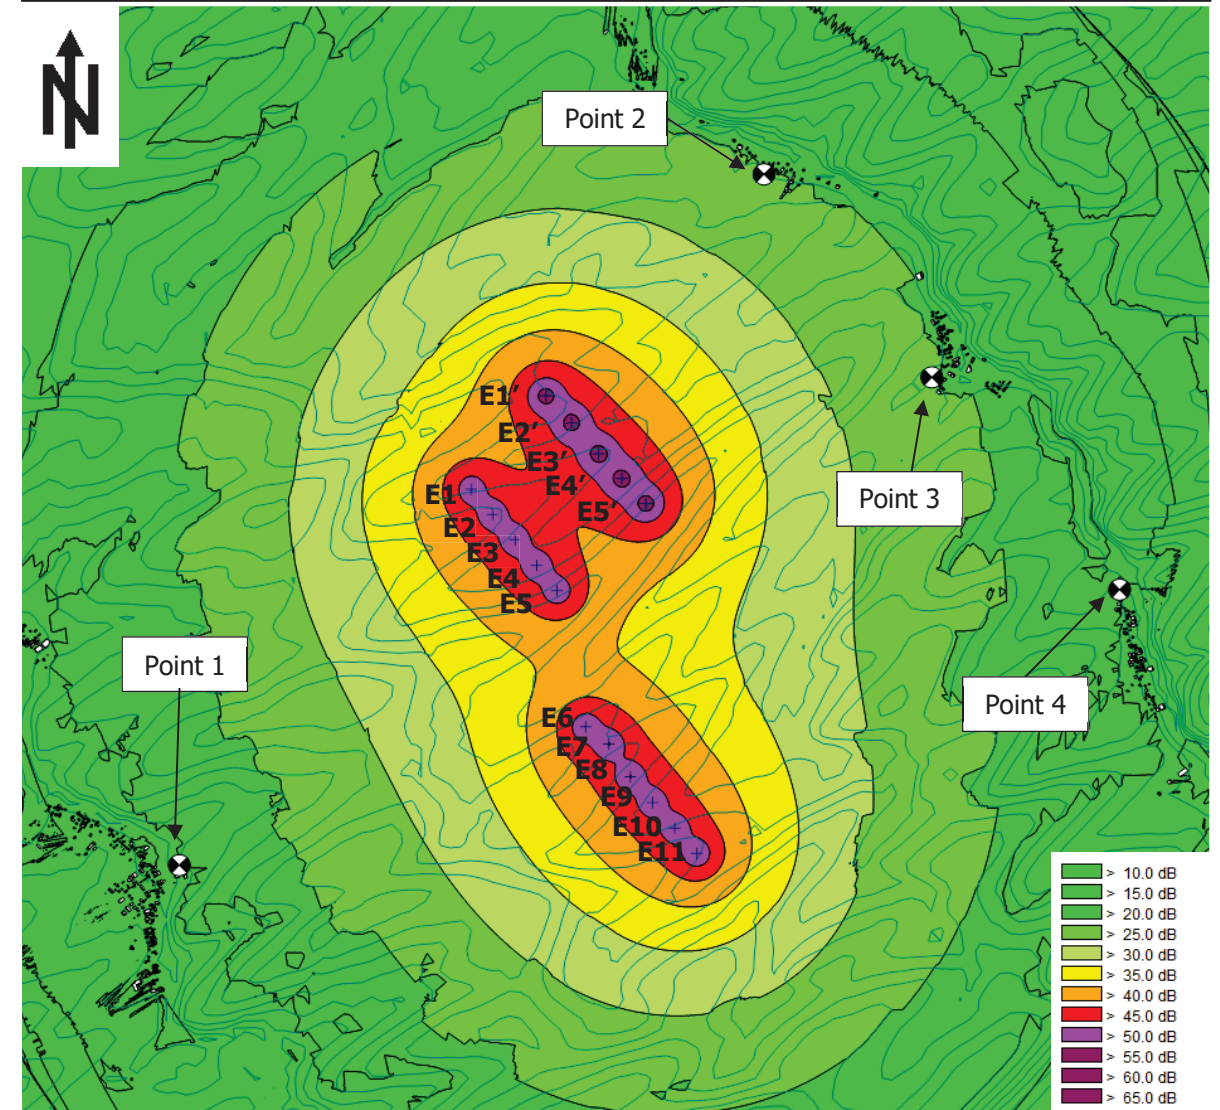 N
Point 2
E1′
E2′
E3′
E4′
E5′
E1
E2
E3
E4
E5
Point 3
Point 1
Point 4
E6
E7
E8
E9
E10
E11
> 10.0 dB
> 15.0 dB
> 20.0 dB
> 25.0 dB
> 30.0 dB
> 35.0 dB
> 40.0 dB
> 45.0 dB
> 50.0 dB
> 55.0 dB
> 60.0 dB
> 65.0 dB